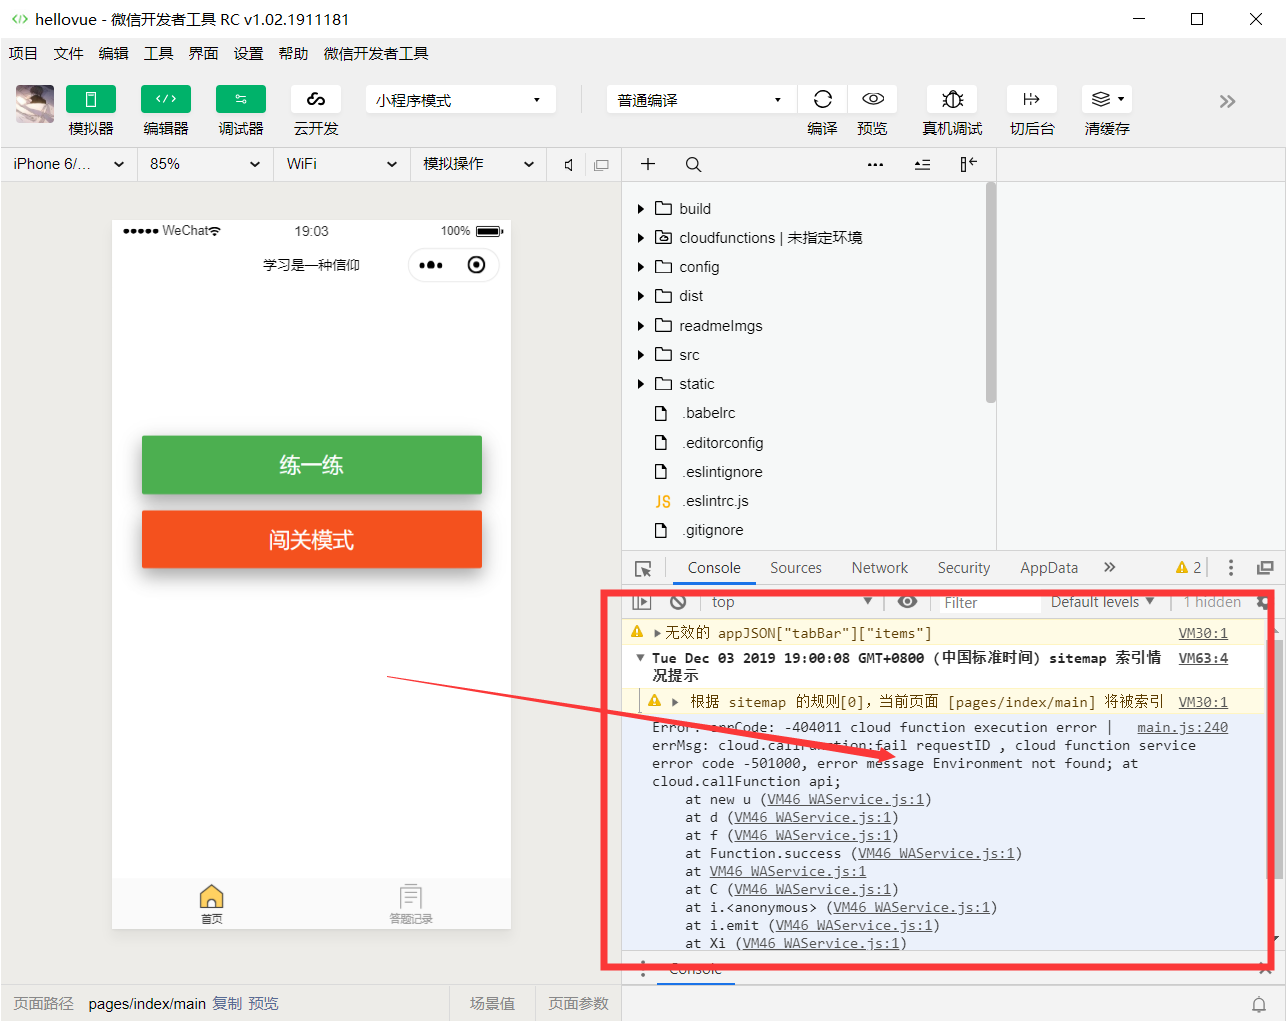 hellovue - 微信开发者工具 RC v1.02.1911181
项目 文件 编辑 工具 界面 设置 帮助 微信开发者工具
小程序模式 普通编译
模拟器 编辑器 调试器 云开发 编译 预览 真机调试 切后台 清缓存
iPhone 6/... 85% WiFi 模拟操作
WeChat 19:03 100%
学习是一种信仰
练一练
闯关模式
首页 答题记录
build
cloudfunctions | 未指定环境
config
dist
readmeImgs
src
static
.babelrc
.editorconfig
.eslintignore
JS .eslintrc.js
.gitignore
Console Sources Network Security AppData 2
top Filter Default levels 1 hidden
无效的 appJSON["tabBar"]["items"] VM30:1
Tue Dec 03 2019 19:00:08 GMT+0800 (中国标准时间) sitemap 索引情 VM63:4
况提示
根据 sitemap 的规则[0]，当前页面 [pages/index/main] 将被索引 VM30:1
Error: errCode: -404011 cloud function execution error | main.js:240
errMsg: cloud.callFunction:fail requestID , cloud function service
error code -501000, error message Environment not found; at
cloud.callFunction api;
at new u (VM46 WAService.js:1)
at d (VM46 WAService.js:1)
at f (VM46 WAService.js:1)
at Function.success (VM46 WAService.js:1)
at VM46 WAService.js:1
at C (VM46 WAService.js:1)
at i.<anonymous> (VM46 WAService.js:1)
at i.emit (VM46 WAService.js:1)
at Xi (VM46 WAService.js:1)
Console
页面路径 pages/index/main 复制 预览 场景值 页面参数